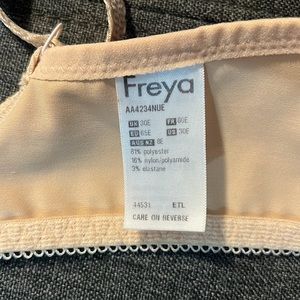 Freya
AA4234NUE
UK 30E FR 80E
EU 65E US 30E
AUS NZ 8E
81% polyester
16% nylon/polyamide
3% elastane
44531 ETL
CARE ON REVERSE